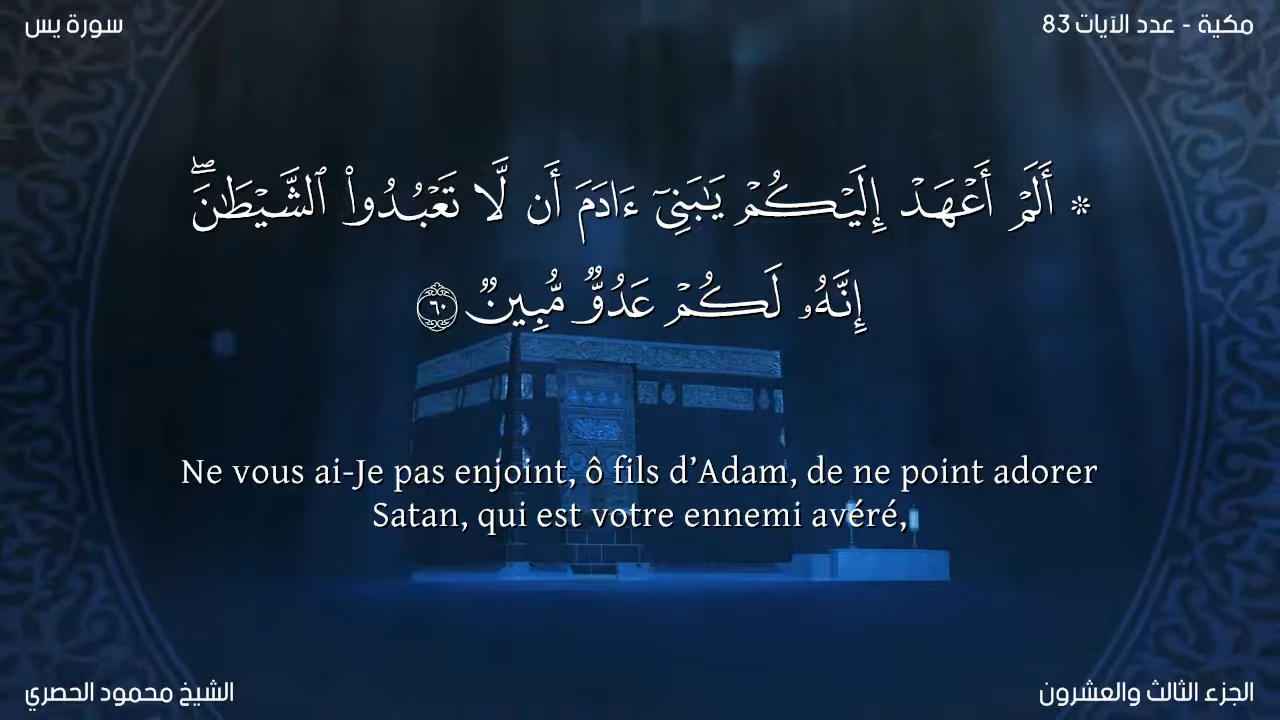 سورة يس
مكية - عدد الآيات 83
۞ أَلَمْ أَعْهَدْ إِلَيْكُمْ يَٰبَنِىٓ ءَادَمَ أَن لَّا تَعْبُدُوا۟ ٱلشَّيْطَٰنَ ۖ
إِنَّهُۥ لَكُمْ عَدُوٌّ مُّبِينٌ ٦٠
Ne vous ai-Je pas enjoint, ô fils d’Adam, de ne point adorer
Satan, qui est votre ennemi avéré,
الشيخ محمود الحصري
الجزء الثالث والعشرون